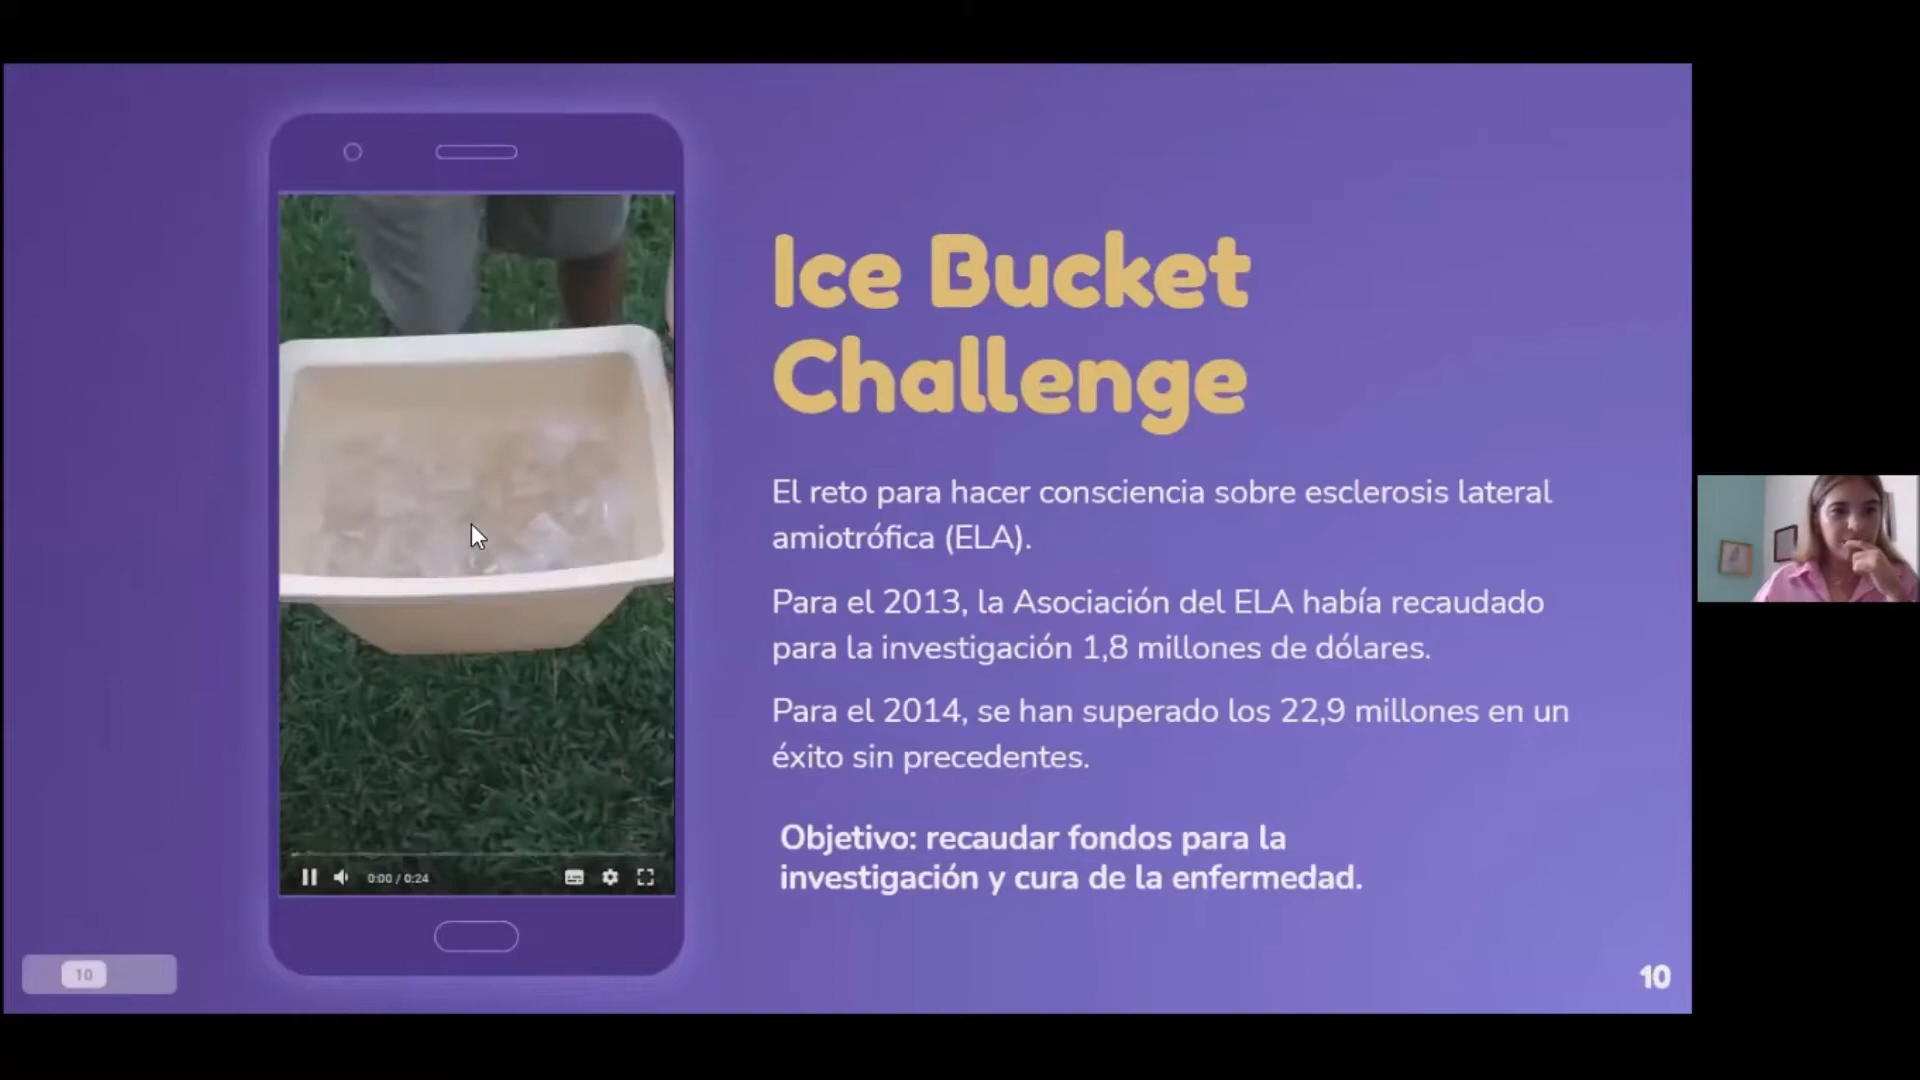 Ice Bucket
Challenge
El reto para hacer consciencia sobre esclerosis lateral
amiotrófica (ELA).
Para el 2013, la Asociación del ELA había recaudado
para la investigación 1,8 millones de dólares.
Para el 2014, se han superado los 22,9 millones en un
éxito sin precedentes.
Objetivo: recaudar fondos para la
investigación y cura de la enfermedad.
0:00 / 0:24
10
10